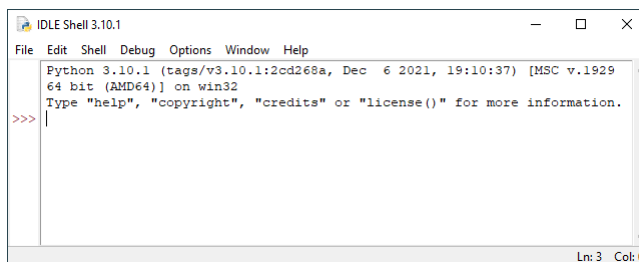 IDLE Shell 3.10.1
File Edit Shell Debug Options Window Help
Python 3.10.1 (tags/v3.10.1:2cd268a, Dec  6 2021, 19:10:37) [MSC v.1929
64 bit (AMD64)] on win32
Type "help", "copyright", "credits" or "license()" for more information.
>>>
Ln: 3 Col: